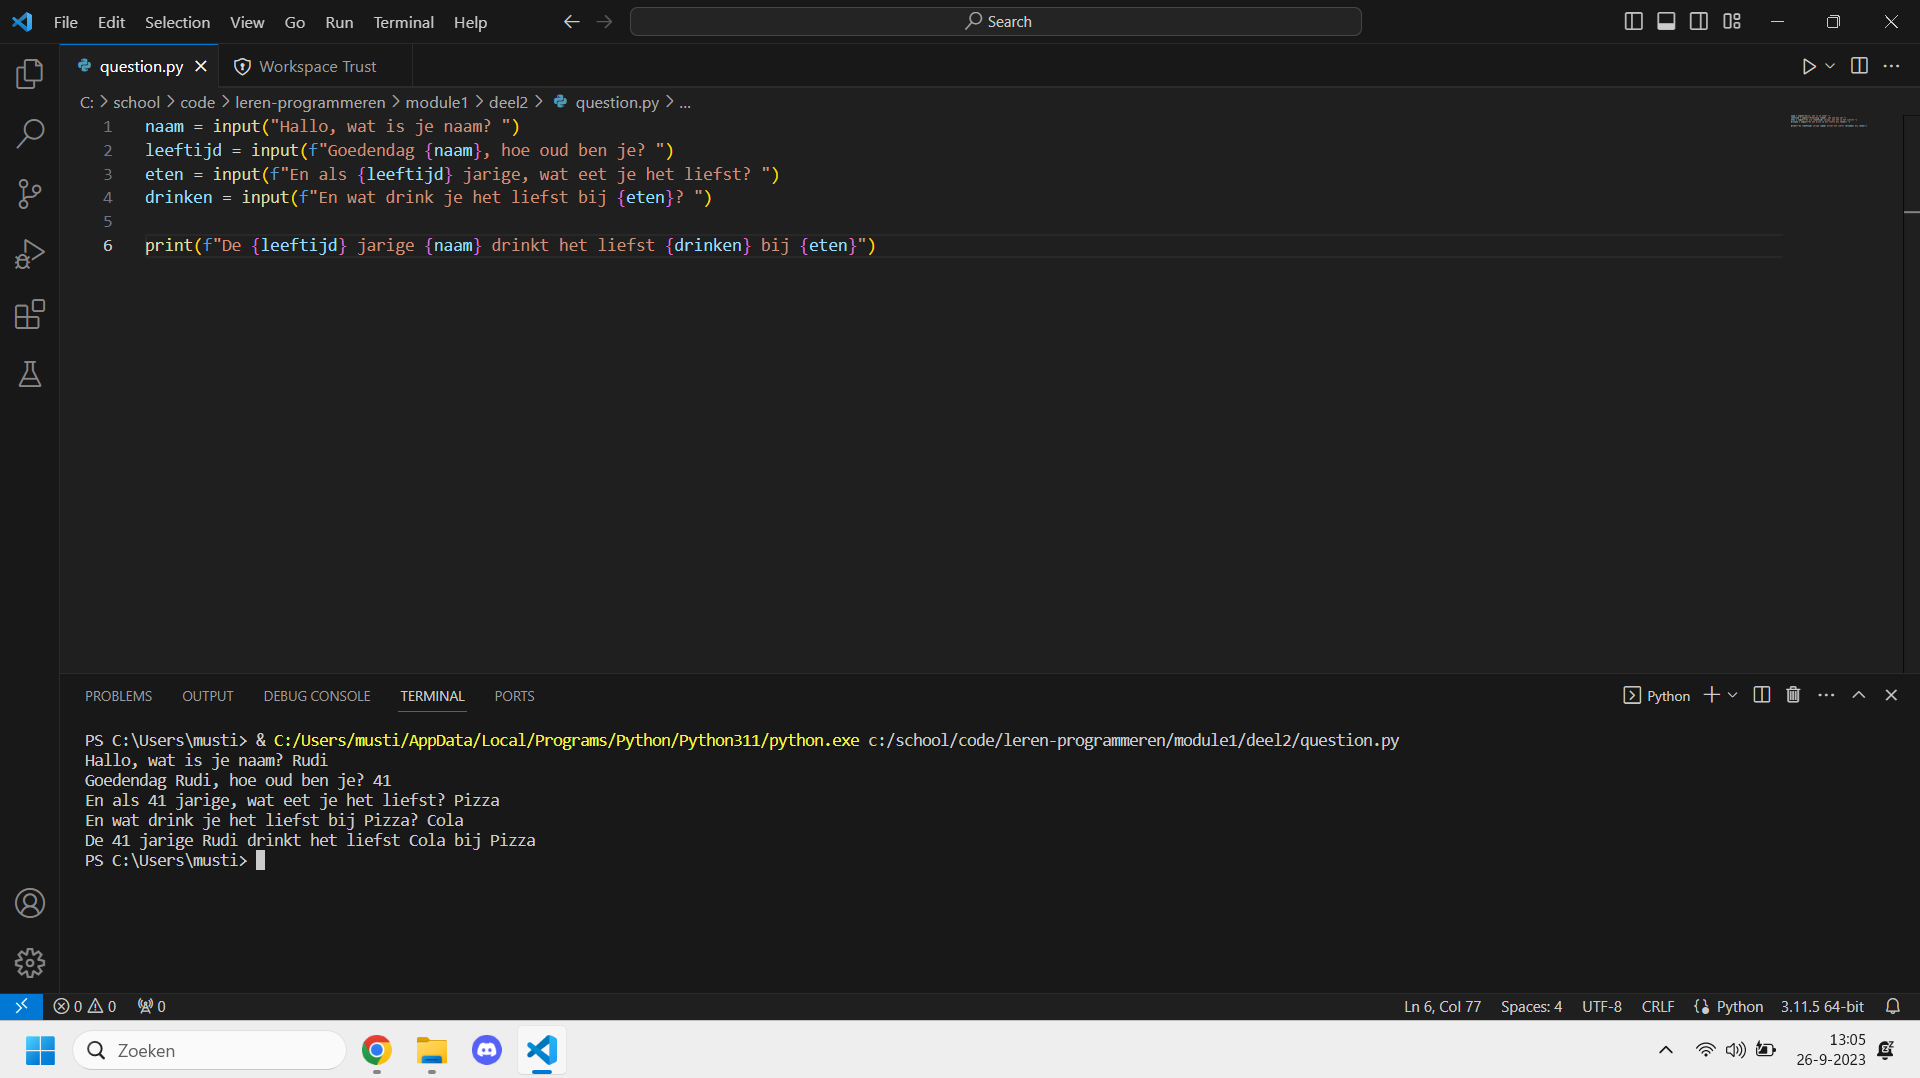 File Edit Selection View Go Run Terminal Help
Search
question.py
Workspace Trust
C: > school > code > leren-programmeren > module1 > deel2 > question.py > ...
1 naam = input("Hallo, wat is je naam? ")
2 leeftijd = input(f"Goedendag {naam}, hoe oud ben je? ")
3 eten = input(f"En als {leeftijd} jarige, wat eet je het liefst? ")
4 drinken = input(f"En wat drink je het liefst bij {eten}? ")
5
6 print(f"De {leeftijd} jarige {naam} drinkt het liefst {drinken} bij {eten}")
PROBLEMS OUTPUT DEBUG CONSOLE TERMINAL PORTS
Python
PS C:\Users\musti> & C:/Users/musti/AppData/Local/Programs/Python/Python311/python.exe c:/school/code/leren-programmeren/module1/deel2/question.py
Hallo, wat is je naam? Rudi
Goedendag Rudi, hoe oud ben je? 41
En als 41 jarige, wat eet je het liefst? Pizza
En wat drink je het liefst bij Pizza? Cola
De 41 jarige Rudi drinkt het liefst Cola bij Pizza
PS C:\Users\musti>
0 0 0
Ln 6, Col 77 Spaces: 4 UTF-8 CRLF Python 3.11.5 64-bit
Zoeken
13:05
26-9-2023